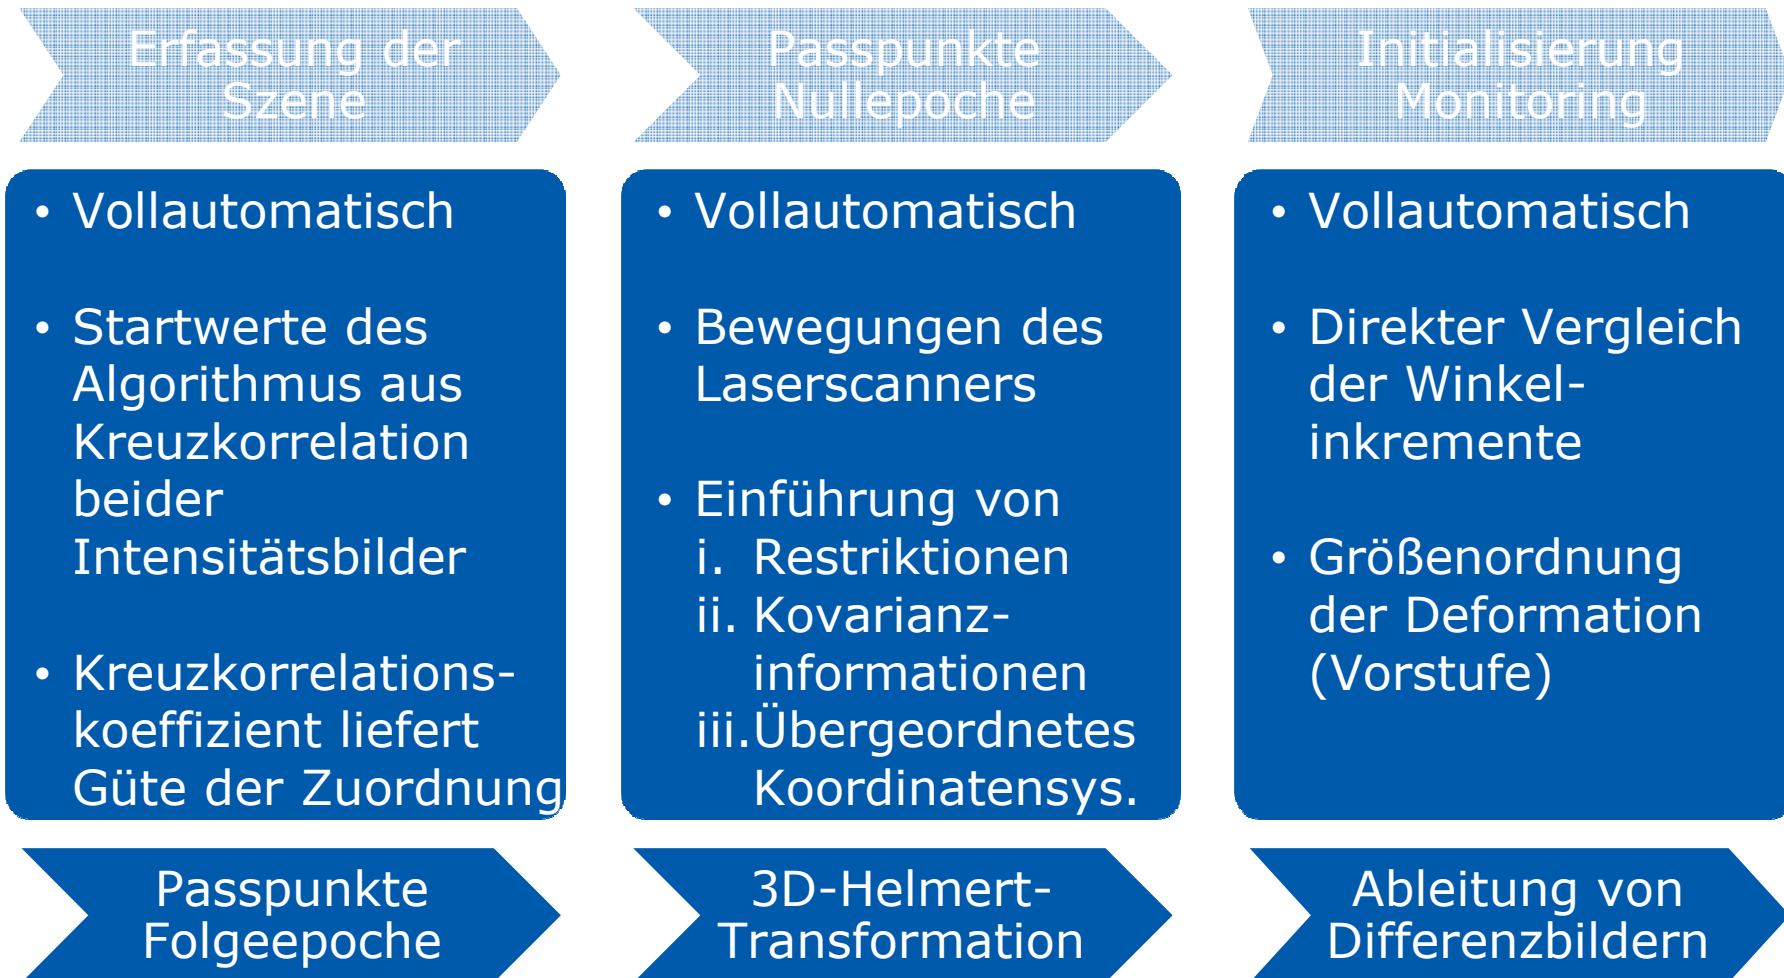 Erfassung der
Szene
Passpunkte
Nullepoche
Initialisierung
Monitoring
• Vollautomatisch
• Startwerte des
Algorithmus aus
Kreuzkorrelation
beider
Intensitätsbilder
• Kreuzkorrelations-
koeffizient liefert
Güte der Zuordnung
• Vollautomatisch
• Bewegungen des
Laserscanners
• Einführung von
i. Restriktionen
ii. Kovarianz-
informationen
iii.Übergeordnetes
Koordinatensys.
• Vollautomatisch
• Direkter Vergleich
der Winkel-
inkremente
• Größenordnung
der Deformation
(Vorstufe)
Passpunkte
Folgeepoche
3D-Helmert-
Transformation
Ableitung von
Differenzbildern